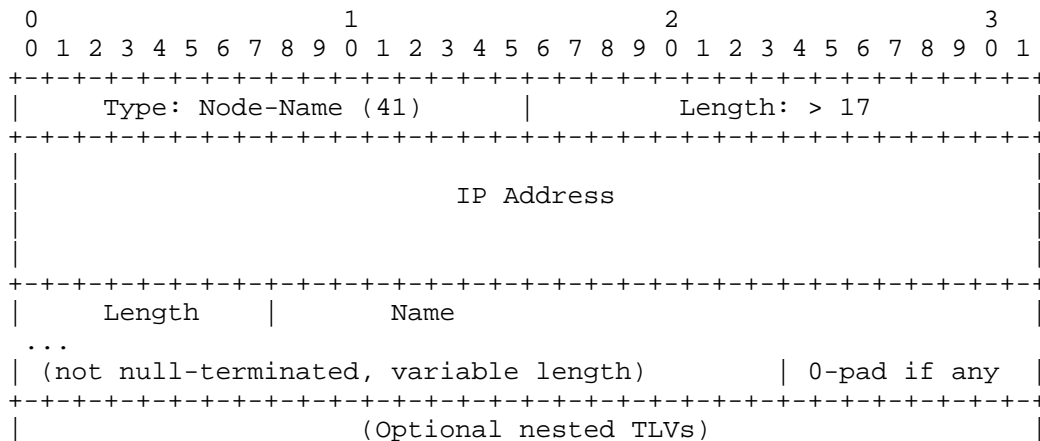 0                   1                   2                   3
 0 1 2 3 4 5 6 7 8 9 0 1 2 3 4 5 6 7 8 9 0 1 2 3 4 5 6 7 8 9 0 1
+-+-+-+-+-+-+-+-+-+-+-+-+-+-+-+-+-+-+-+-+-+-+-+-+-+-+-+-+-+-+-+-+
|     Type: Node-Name (41)      |         Length: > 17          |
+-+-+-+-+-+-+-+-+-+-+-+-+-+-+-+-+-+-+-+-+-+-+-+-+-+-+-+-+-+-+-+-+
|                                                               |
|                           IP Address                          |
|                                                               |
|                                                               |
+-+-+-+-+-+-+-+-+-+-+-+-+-+-+-+-+-+-+-+-+-+-+-+-+-+-+-+-+-+-+-+-+
|     Length    |       Name                                    |
 ...
| (not null-terminated, variable length)        | 0-pad if any  |
+-+-+-+-+-+-+-+-+-+-+-+-+-+-+-+-+-+-+-+-+-+-+-+-+-+-+-+-+-+-+-+-+
|                     (Optional nested TLVs)                    |